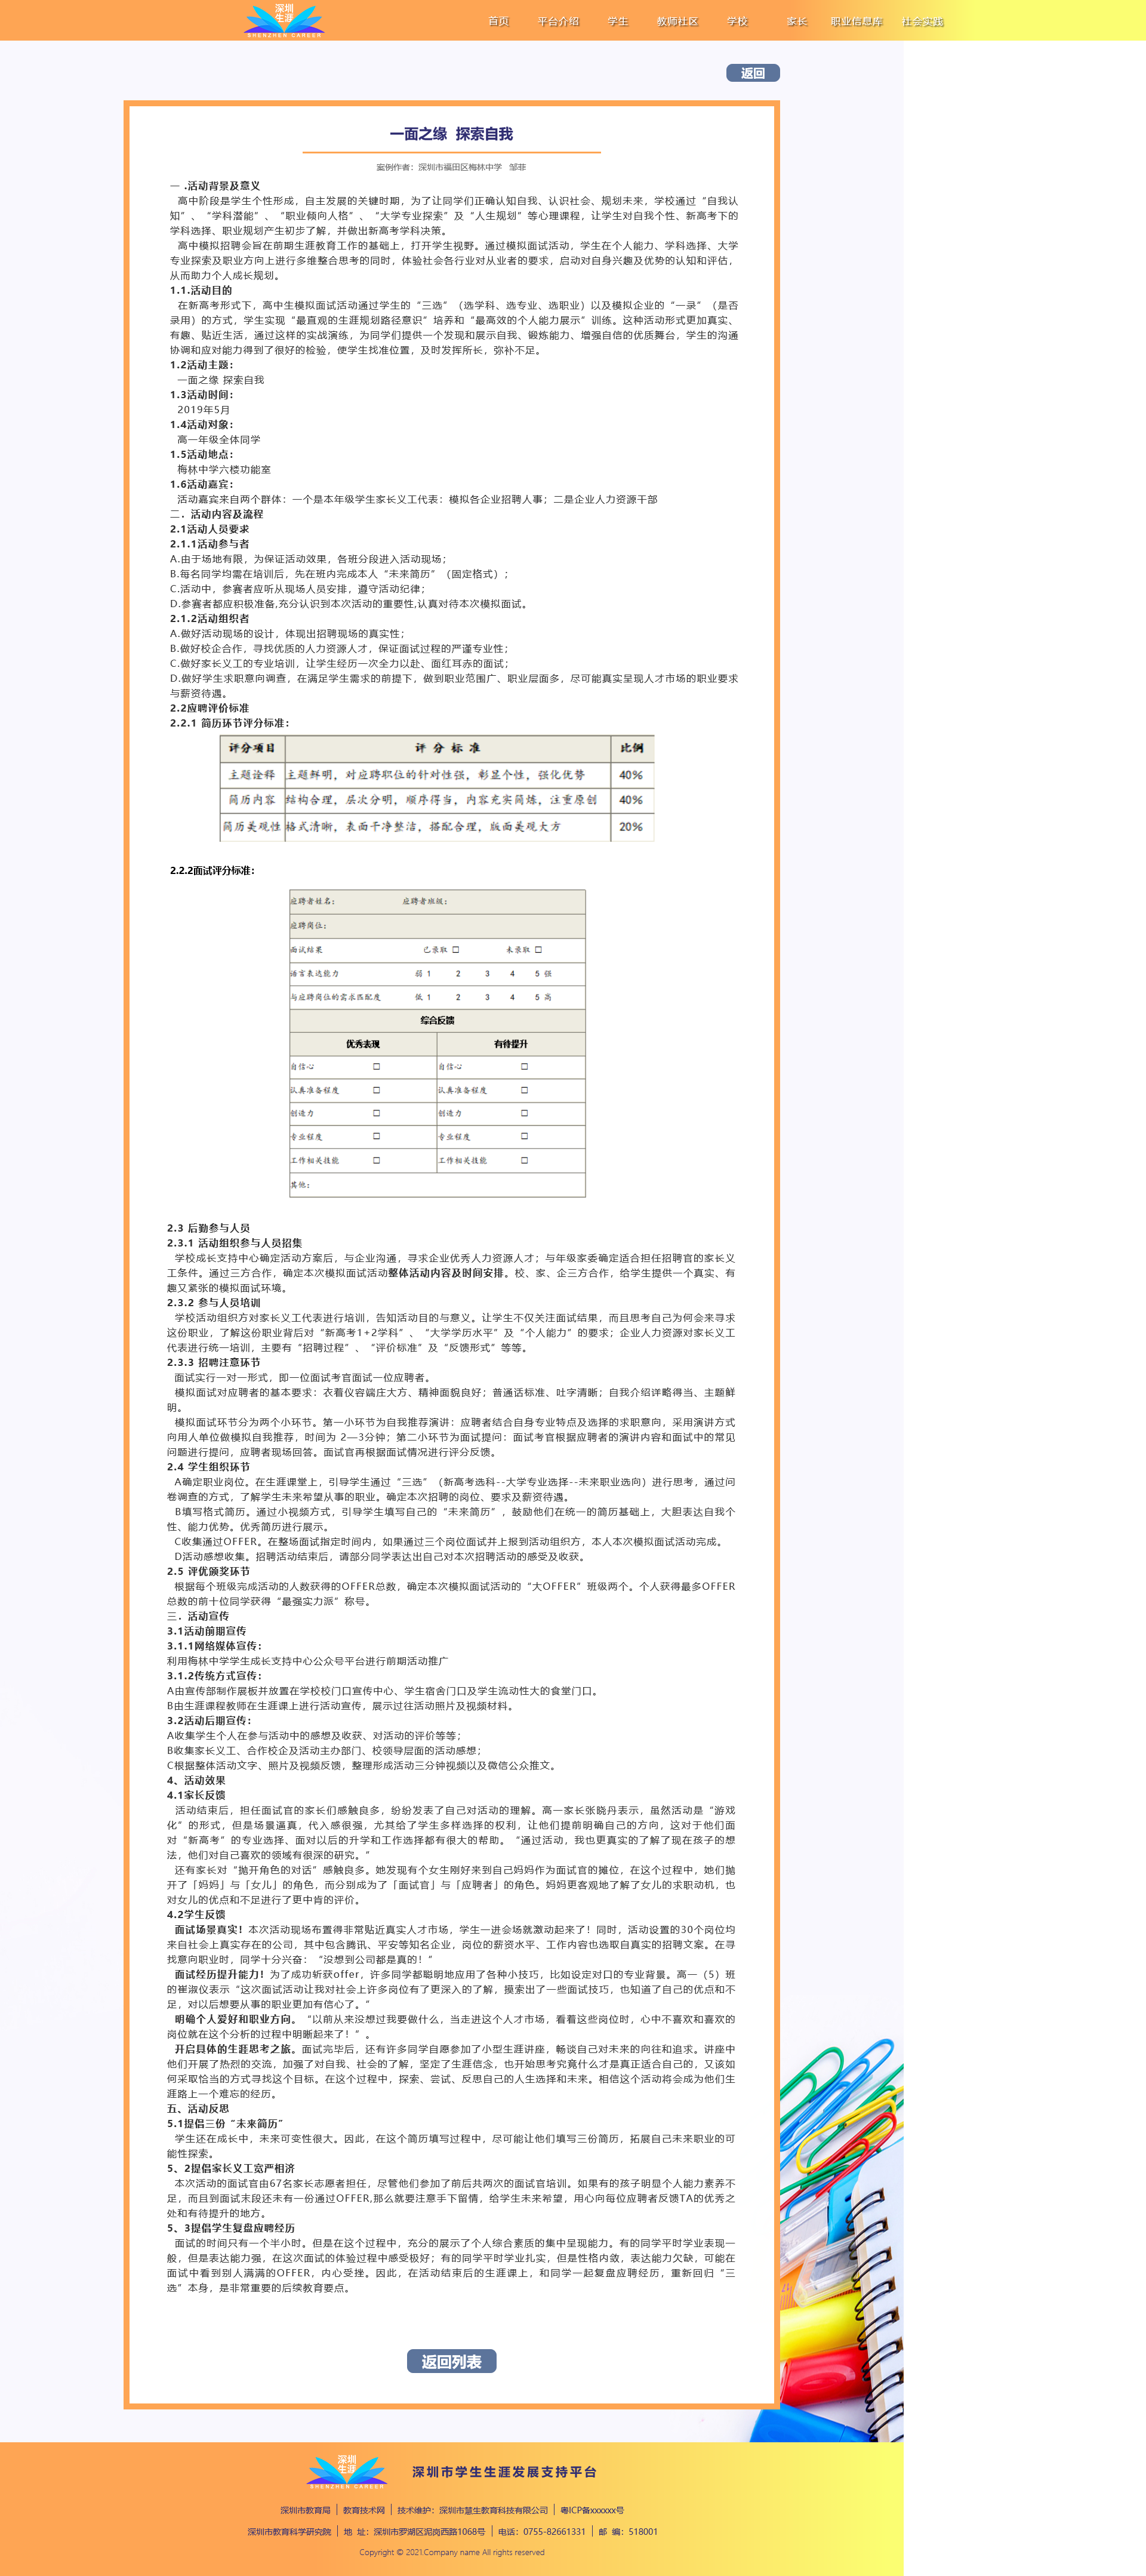 深圳
生涯
SHENZHEN CAREER
首页 平台介绍 学生 教师社区 学校 家长 职业信息库 社会实践
返回
一面之缘 探索自我
案例作者：深圳市福田区梅林中学 邹菲
一 .活动背景及意义
高中阶段是学生个性形成，自主发展的关键时期，为了让同学们正确认知自我、认识社会、规划未来，学校通过“自我认
知”、“学科潜能”、“职业倾向人格”、“大学专业探索”及“人生规划”等心理课程，让学生对自我个性、新高考下的
学科选择、职业规划产生初步了解，并做出新高考学科决策。
高中模拟招聘会旨在前期生涯教育工作的基础上，打开学生视野。通过模拟面试活动，学生在个人能力、学科选择、大学
专业探索及职业方向上进行多维整合思考的同时，体验社会各行业对从业者的要求，启动对自身兴趣及优势的认知和评估，
从而助力个人成长规划。
1.1.活动目的
在新高考形式下，高中生模拟面试活动通过学生的“三选”（选学科、选专业、选职业）以及模拟企业的“一录”（是否
录用）的方式，学生实现“最直观的生涯规划路径意识”培养和“最高效的个人能力展示”训练。这种活动形式更加真实、
有趣、贴近生活，通过这样的实战演练，为同学们提供一个发现和展示自我、锻炼能力、增强自信的优质舞台，学生的沟通
协调和应对能力得到了很好的检验，使学生找准位置，及时发挥所长，弥补不足。
1.2活动主题：
一面之缘 探索自我
1.3活动时间：
2019年5月
1.4活动对象：
高一年级全体同学
1.5活动地点：
梅林中学六楼功能室
1.6活动嘉宾：
活动嘉宾来自两个群体：一个是本年级学生家长义工代表：模拟各企业招聘人事；二是企业人力资源干部
二．活动内容及流程
2.1活动人员要求
2.1.1活动参与者
A.由于场地有限，为保证活动效果，各班分段进入活动现场；
B.每名同学均需在培训后，先在班内完成本人“未来简历”（固定格式）；
C.活动中，参赛者应听从现场人员安排，遵守活动纪律；
D.参赛者都应积极准备,充分认识到本次活动的重要性,认真对待本次模拟面试。
2.1.2活动组织者
A.做好活动现场的设计，体现出招聘现场的真实性；
B.做好校企合作，寻找优质的人力资源人才，保证面试过程的严谨专业性；
C.做好家长义工的专业培训，让学生经历一次全力以赴、面红耳赤的面试；
D.做好学生求职意向调查，在满足学生需求的前提下，做到职业范围广、职业层面多，尽可能真实呈现人才市场的职业要求
与薪资待遇。
2.2应聘评价标准
2.2.1 简历环节评分标准：
评分项目 评 分 标 准 比例
主题诠释 主题鲜明，对应聘职位的针对性强，彰显个性，强化优势 40%
简历内容 结构合理，层次分明，顺序得当，内容充实简炼，注重原创 40%
简历美观性 格式清晰，表面干净整洁，搭配合理，版面美观大方 20%
2.2.2面试评分标准：
应聘者姓名： 应聘者班级：
应聘岗位：
面试结果 已录取 □ 未录取 □
语言表达能力 弱 1 2 3 4 5 强
与应聘岗位的需求匹配度 低 1 2 3 4 5 高
综合反馈
优秀表现 有待提升
自信心 □ 自信心 □
认真准备程度 □ 认真准备程度 □
创造力 □ 创造力 □
专业程度 □ 专业程度 □
工作相关技能 □ 工作相关技能 □
其他：
2.3 后勤参与人员
2.3.1 活动组织参与人员招集
学校成长支持中心确定活动方案后，与企业沟通，寻求企业优秀人力资源人才；与年级家委确定适合担任招聘官的家长义
工条件。通过三方合作，确定本次模拟面试活动整体活动内容及时间安排。校、家、企三方合作，给学生提供一个真实、有
趣又紧张的模拟面试环境。
2.3.2 参与人员培训
学校活动组织方对家长义工代表进行培训，告知活动目的与意义。让学生不仅关注面试结果，而且思考自己为何会来寻求
这份职业，了解这份职业背后对“新高考1+2学科”、“大学学历水平”及“个人能力”的要求；企业人力资源对家长义工
代表进行统一培训，主要有“招聘过程”、“评价标准”及“反馈形式”等等。
2.3.3 招聘注意环节
面试实行一对一形式，即一位面试考官面试一位应聘者。
模拟面试对应聘者的基本要求：衣着仪容端庄大方、精神面貌良好；普通话标准、吐字清晰；自我介绍详略得当、主题鲜
明。
模拟面试环节分为两个小环节。第一小环节为自我推荐演讲：应聘者结合自身专业特点及选择的求职意向，采用演讲方式
向用人单位做模拟自我推荐，时间为 2—3分钟；第二小环节为面试提问：面试考官根据应聘者的演讲内容和面试中的常见
问题进行提问，应聘者现场回答。面试官再根据面试情况进行评分反馈。
2.4 学生组织环节
A确定职业岗位。在生涯课堂上，引导学生通过“三选”（新高考选科--大学专业选择--未来职业选向）进行思考，通过问
卷调查的方式，了解学生未来希望从事的职业。确定本次招聘的岗位、要求及薪资待遇。
B填写格式简历。通过小视频方式，引导学生填写自己的“未来简历”，鼓励他们在统一的简历基础上，大胆表达自我个
性、能力优势。优秀简历进行展示。
C收集通过OFFER。在整场面试指定时间内，如果通过三个岗位面试并上报到活动组织方，本人本次模拟面试活动完成。
D活动感想收集。招聘活动结束后，请部分同学表达出自己对本次招聘活动的感受及收获。
2.5 评优颁奖环节
根据每个班级完成活动的人数获得的OFFER总数，确定本次模拟面试活动的“大OFFER”班级两个。个人获得最多OFFER
总数的前十位同学获得“最强实力派”称号。
三．活动宣传
3.1活动前期宣传
3.1.1网络媒体宣传：
利用梅林中学学生成长支持中心公众号平台进行前期活动推广
3.1.2传统方式宣传：
A由宣传部制作展板并放置在学校校门口宣传中心、学生宿舍门口及学生流动性大的食堂门口。
B由生涯课程教师在生涯课上进行活动宣传，展示过往活动照片及视频材料。
3.2活动后期宣传：
A收集学生个人在参与活动中的感想及收获、对活动的评价等等；
B收集家长义工、合作校企及活动主办部门、校领导层面的活动感想；
C根据整体活动文字、照片及视频反馈，整理形成活动三分钟视频以及微信公众推文。
4、活动效果
4.1家长反馈
活动结束后，担任面试官的家长们感触良多，纷纷发表了自己对活动的理解。高一家长张晓丹表示，虽然活动是“游戏
化”的形式，但是场景逼真，代入感很强，尤其给了学生多样选择的权利，让他们提前明确自己的方向，这对于他们面
对“新高考”的专业选择、面对以后的升学和工作选择都有很大的帮助。“通过活动，我也更真实的了解了现在孩子的想
法，他们对自己喜欢的领域有很深的研究。”
还有家长对“抛开角色的对话”感触良多。她发现有个女生刚好来到自己妈妈作为面试官的摊位，在这个过程中，她们抛
开了「妈妈」与「女儿」的角色，而分别成为了「面试官」与「应聘者」的角色。妈妈更客观地了解了女儿的求职动机，也
对女儿的优点和不足进行了更中肯的评价。
4.2学生反馈
面试场景真实！本次活动现场布置得非常贴近真实人才市场，学生一进会场就激动起来了！同时，活动设置的30个岗位均
来自社会上真实存在的公司，其中包含腾讯、平安等知名企业，岗位的薪资水平、工作内容也选取自真实的招聘文案。在寻
找意向职业时，同学十分兴奋：“没想到公司都是真的！”
面试经历提升能力！为了成功斩获offer，许多同学都聪明地应用了各种小技巧，比如设定对口的专业背景。高一（5）班
的崔淑仪表示“这次面试活动让我对社会上许多岗位有了更深入的了解，摸索出了一些面试技巧，也知道了自己的优点和不
足，对以后想要从事的职业更加有信心了。”
明确个人爱好和职业方向。“以前从来没想过我要做什么，当走进这个人才市场，看着这些岗位时，心中不喜欢和喜欢的
岗位就在这个分析的过程中明晰起来了！”。
开启具体的生涯思考之旅。面试完毕后，还有许多同学自愿参加了小型生涯讲座，畅谈自己对未来的向往和追求。讲座中
他们开展了热烈的交流，加强了对自我、社会的了解，坚定了生涯信念，也开始思考究竟什么才是真正适合自己的，又该如
何采取恰当的方式寻找这个目标。在这个过程中，探索、尝试、反思自己的人生选择和未来。相信这个活动将会成为他们生
涯路上一个难忘的经历。
五、活动反思
5.1提倡三份“未来简历”
学生还在成长中，未来可变性很大。因此，在这个简历填写过程中，尽可能让他们填写三份简历，拓展自己未来职业的可
能性探索。
5、2提倡家长义工宽严相济
本次活动的面试官由67名家长志愿者担任，尽管他们参加了前后共两次的面试官培训。如果有的孩子明显个人能力素养不
足，而且到面试末段还未有一份通过OFFER,那么就要注意手下留情，给学生未来希望，用心向每位应聘者反馈TA的优秀之
处和有待提升的地方。
5、3提倡学生复盘应聘经历
面试的时间只有一个半小时。但是在这个过程中，充分的展示了个人综合素质的集中呈现能力。有的同学平时学业表现一
般，但是表达能力强，在这次面试的体验过程中感受极好；有的同学平时学业扎实，但是性格内敛，表达能力欠缺，可能在
面试中看到别人满满的OFFER，内心受挫。因此，在活动结束后的生涯课上，和同学一起复盘应聘经历，重新回归“三
选”本身，是非常重要的后续教育要点。
返回列表
深圳
生涯
SHENZHEN CAREER
深圳市学生生涯发展支持平台
深圳市教育局 教育技术网 技术维护：深圳市慧生教育科技有限公司 粤ICP备xxxxxx号
深圳市教育科学研究院 地 址：深圳市罗湖区泥岗西路1068号 电话：0755-82661331 邮 编：518001
Copyright © 2021.Company name All rights reserved